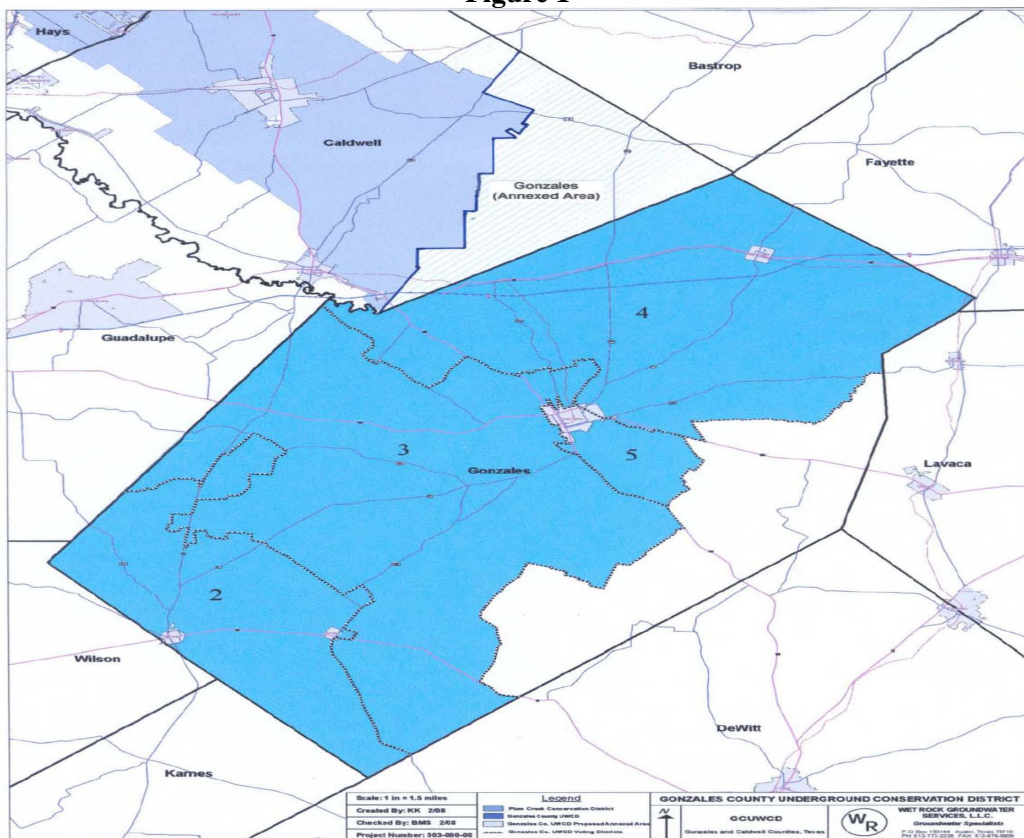 Figure 1
Hays
Bastrop
Caldwell
Fayette
Gonzales
(Annexed Area)
4
Guadalupe
3
5
Gonzales
Lavaca
2
Wilson
DeWitt
Karnes
Scale: 1 in = 1.5 miles
Created By: KK 2/08
Checked By: BMS 2/08
Project Number: 303-000-00
Legend
Plum Creek Conservation District
Gonzales County UWCD
Gonzales Co. UWCD Proposed Annexed Area
Gonzales Co. UWCD Voting Districts
GONZALES COUNTY UNDERGROUND CONSERVATION DISTRICT
N
GCUWCD
Gonzales and Caldwell Counties, Texas
WR
WET ROCK GROUNDWATER
SERVICES, L.L.C.
Groundwater Specialists